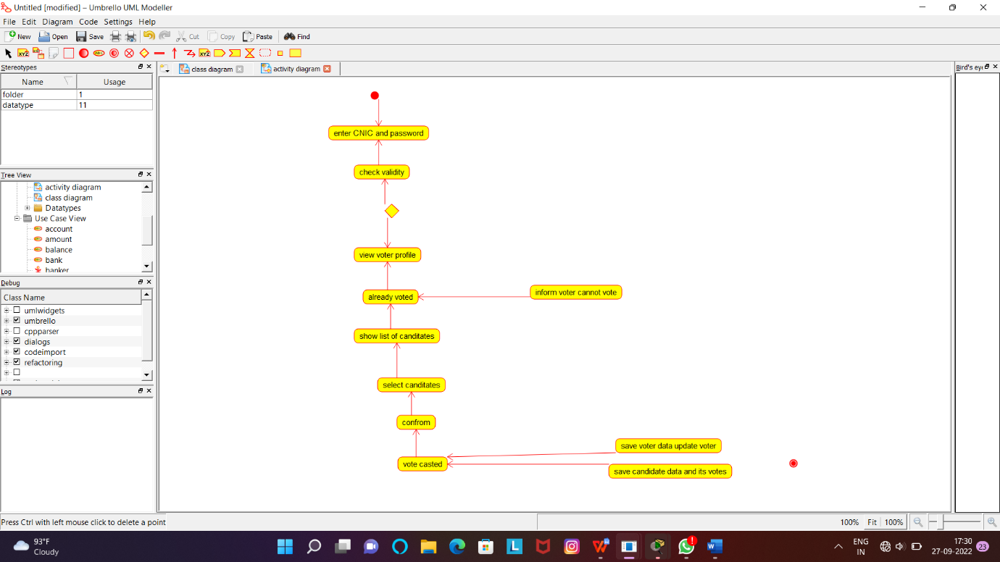 Untitled [modified] – Umbrello UML Modeller
File Edit Diagram Code Settings Help
New Open Save Cut Copy Paste Find
Stereotypes
Name Usage
folder 1
datatype 11
Tree View
activity diagram
class diagram
Datatypes
Use Case View
account
amount
balance
bank
banker
Debug
Class Name
umlwidgets
umbrello
cppparser
dialogs
codeimport
refactoring
Log
class diagram
activity diagram
enter CNIC and password
check validity
view voter profile
already voted
inform voter cannot vote
show list of canditates
select canditates
confrom
vote casted
save voter data update voter
save candidate data and its votes
Bird's eye
Press Ctrl with left mouse click to delete a point
100% Fit 100%
93°F
Cloudy
ENG
IN
17:30
27-09-2022
23